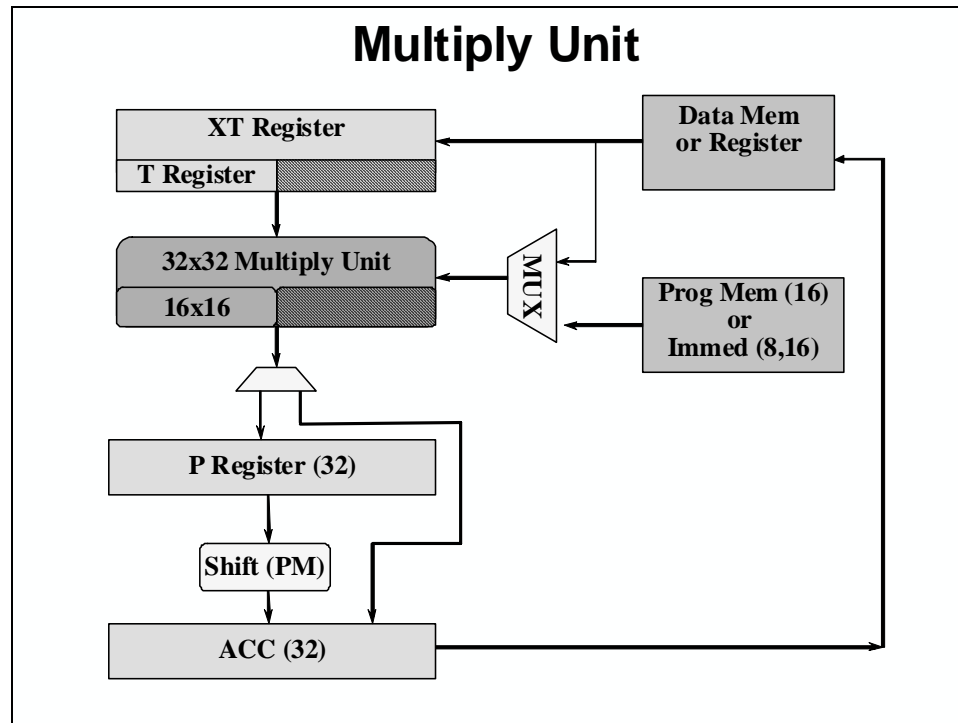 Multiply Unit
XT Register
T Register
Data Mem
or Register
32x32 Multiply Unit
16x16
MUX
Prog Mem (16)
or
Immed (8,16)
P Register (32)
Shift (PM)
ACC (32)